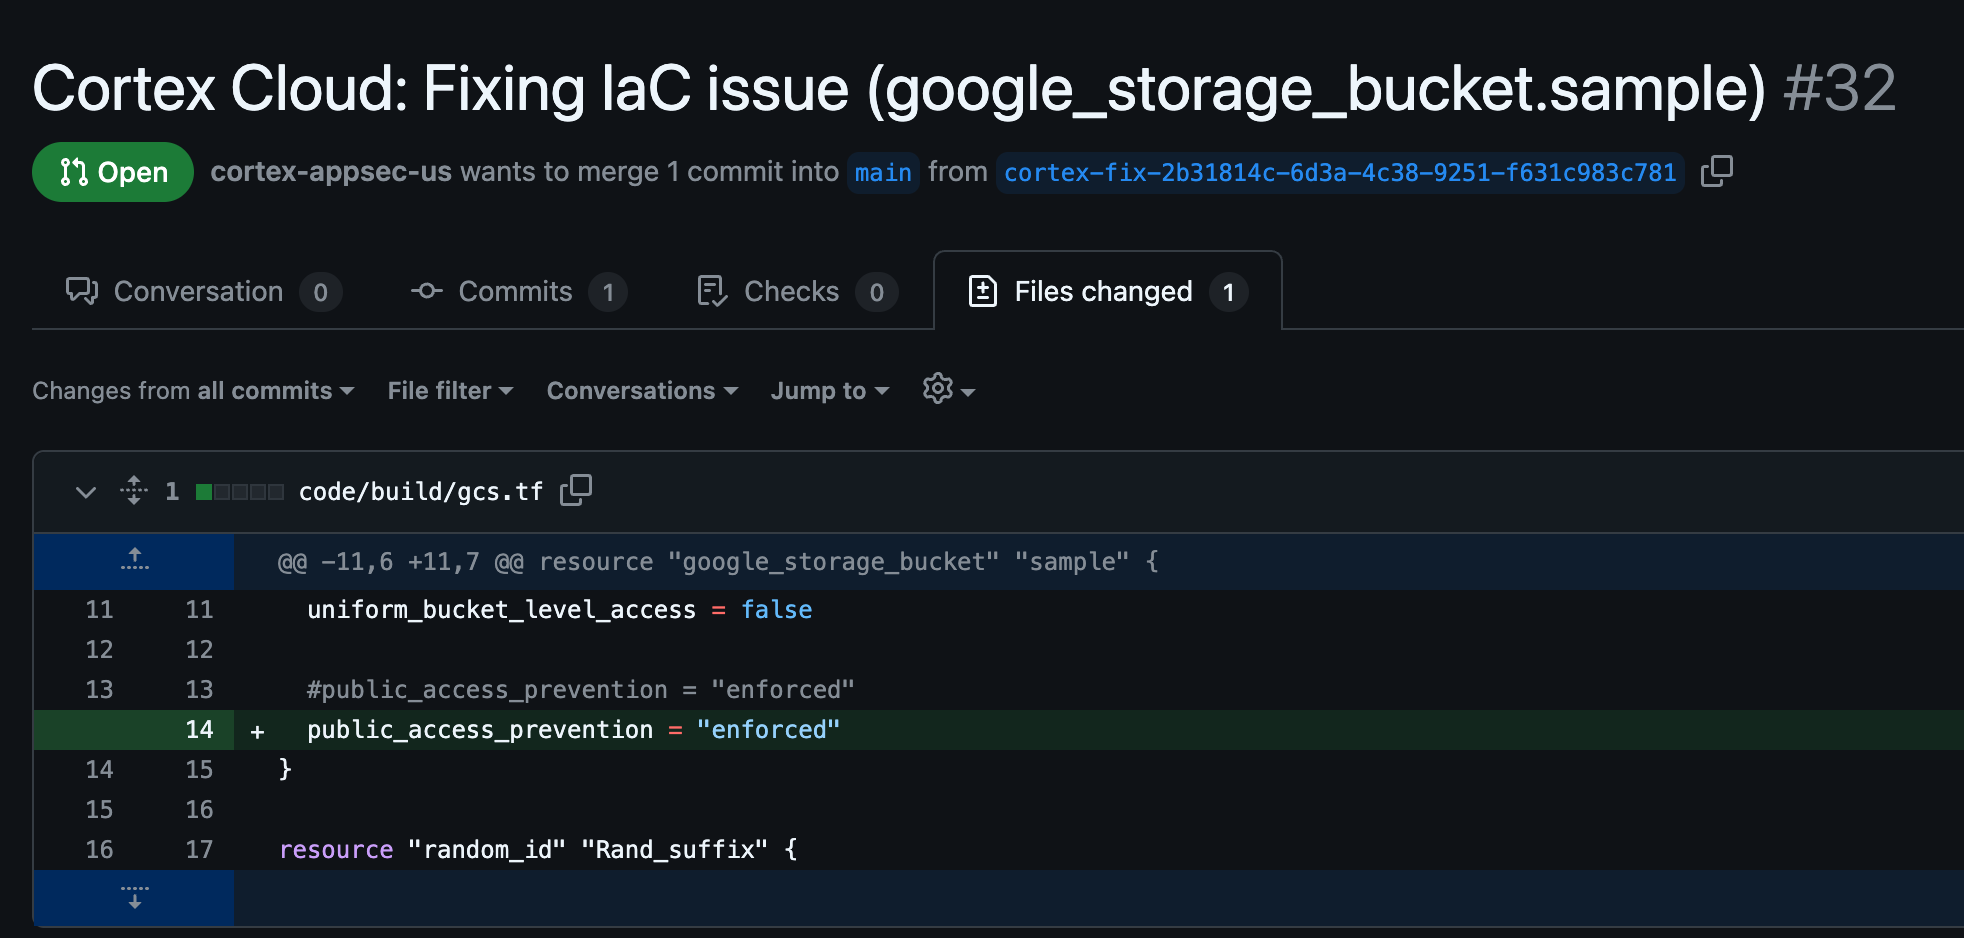 Cortex Cloud: Fixing IaC issue (google_storage_bucket.sample) #32
Open cortex-appsec-us wants to merge 1 commit into main from cortex-fix-2b31814c-6d3a-4c38-9251-f631c983c781
Conversation 0 Commits 1 Checks 0 Files changed 1
Changes from all commits File filter Conversations Jump to
1 code/build/gcs.tf
@@ -11,6 +11,7 @@ resource "google_storage_bucket" "sample" {
11 11 uniform_bucket_level_access = false
12 12
13 13 #public_access_prevention = "enforced"
14 + public_access_prevention = "enforced"
14 15 }
15 16
16 17 resource "random_id" "Rand_suffix" {